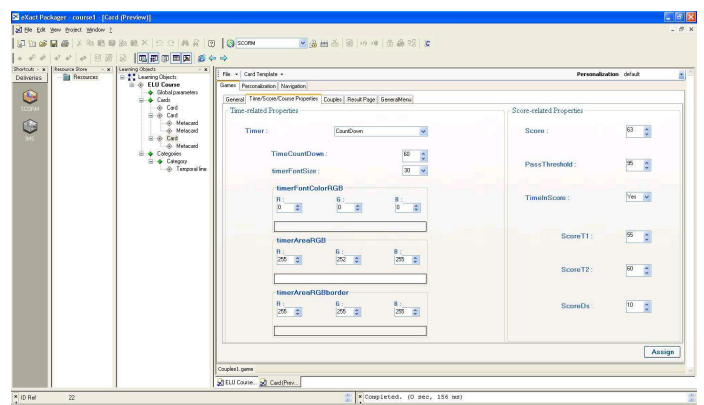 eXact Packager - course1 - [Card (Preview)]
File Edit View Project Window ?
SCORM
Shortcuts - x Resource Store - x Learning Objects - x
Deliveries
SCORM
IMS
Resources
Learning Objects
ELU Course
Global parameters
Cards
Card
Card
Metacard
Metacard
Card
Metacard
Categories
Category
Temporal line
File Card Template Personalization default
Games Personalization Navigation
General Time/Score/Course Properties Couples Result Page GeneralMenu
Time-related Properties
Timer : CountDown
TimeCountDown : 60
timerFontSize : 30
timerFontColorRGB
R : G : B :
0 0 0
timerAreaRGB
R : G : B :
255 252 255
timerAreaRGBborder
R : G : B :
255 255 255
Score-related Properties
Score : 63
PassThreshold : 95
TimeInScore : Yes
ScoreT1 : 55
ScoreT2 : 60
ScoreDs : 10
Assign
Couples1.game
ELU Course... Card (Prev...
ID Ref 22
Completed. (0 sec, 156 ms)